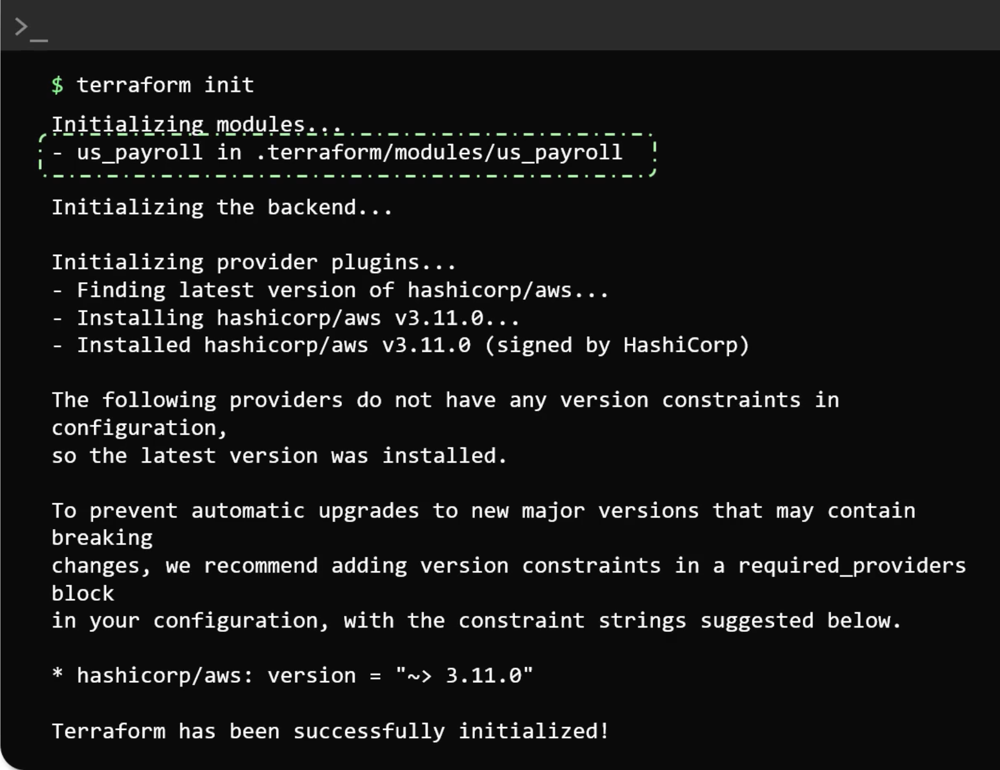 >_
$ terraform init
Initializing modules...
- us_payroll in .terraform/modules/us_payroll
Initializing the backend...
Initializing provider plugins...
- Finding latest version of hashicorp/aws...
- Installing hashicorp/aws v3.11.0...
- Installed hashicorp/aws v3.11.0 (signed by HashiCorp)
The following providers do not have any version constraints in
configuration,
so the latest version was installed.
To prevent automatic upgrades to new major versions that may contain
breaking
changes, we recommend adding version constraints in a required_providers
block
in your configuration, with the constraint strings suggested below.
* hashicorp/aws: version = "~> 3.11.0"
Terraform has been successfully initialized!